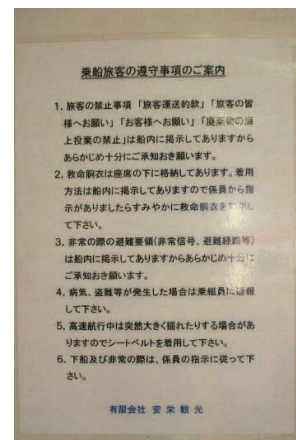 乗船旅客の遵守事項のご案内
1，旅客の禁止事項「旅客運送約款」「旅客の皆
様へお願い」「お客様へお願い」「廃棄物の海
上投棄の禁止」は船内に掲示してありますから
あらかじめ十分にご承知おき願います。
2．救命胴衣は座席の下に格納してあります。着用
方法は船内に掲示してありますので係員から指
示がありましたらすみやかに救命胴衣を着用し
て下さい。
3．非常の際の避難要領(非常信号、避難経路等)
は船内に掲示してありますからあらかじめ十分に
ご承知おき願います。
4．病気、盗難等が発生した場合は乗組員に通報
して下さい。
5．高速航行中は突然大きく揺れたりする場合があ
りますのでシートベルトを着用して下さい。
6．下船及び非常の際は、係員の指示に従って下
さい。
有限会社 安栄観光